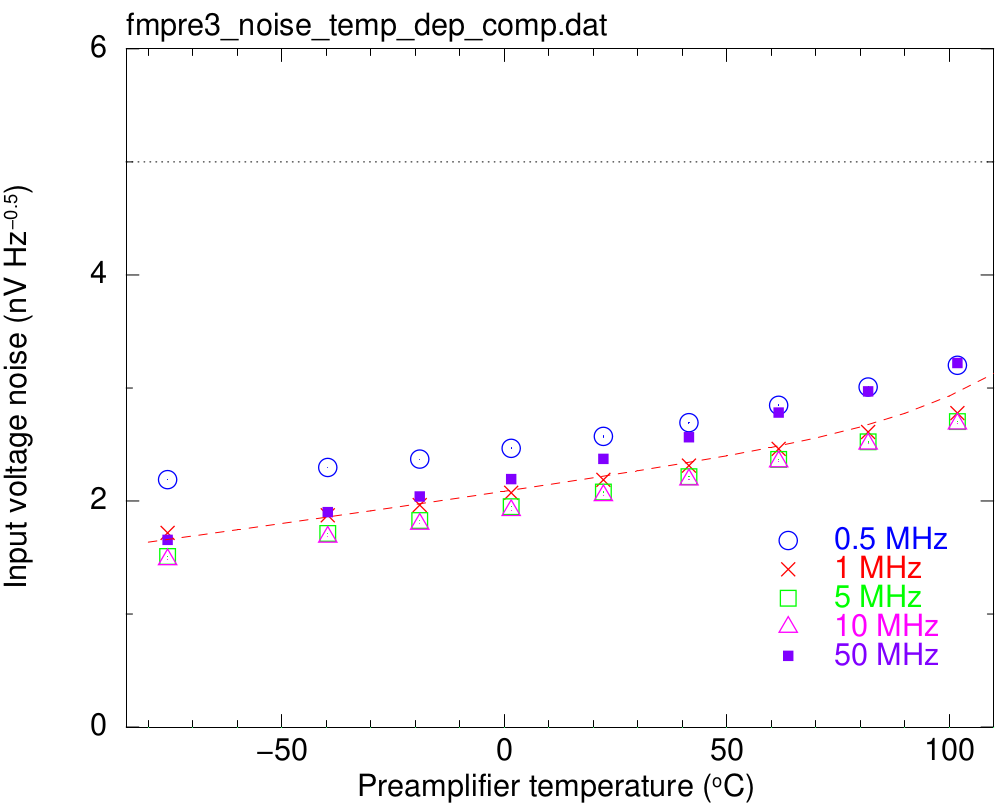 fmpre3_noise_temp_dep_comp.dat
6
4
2
0
Input voltage noise (nV Hz⁻⁰·⁵)
0.5 MHz
1 MHz
5 MHz
10 MHz
50 MHz
−50 0 50 100
Preamplifier temperature (ᵒC)